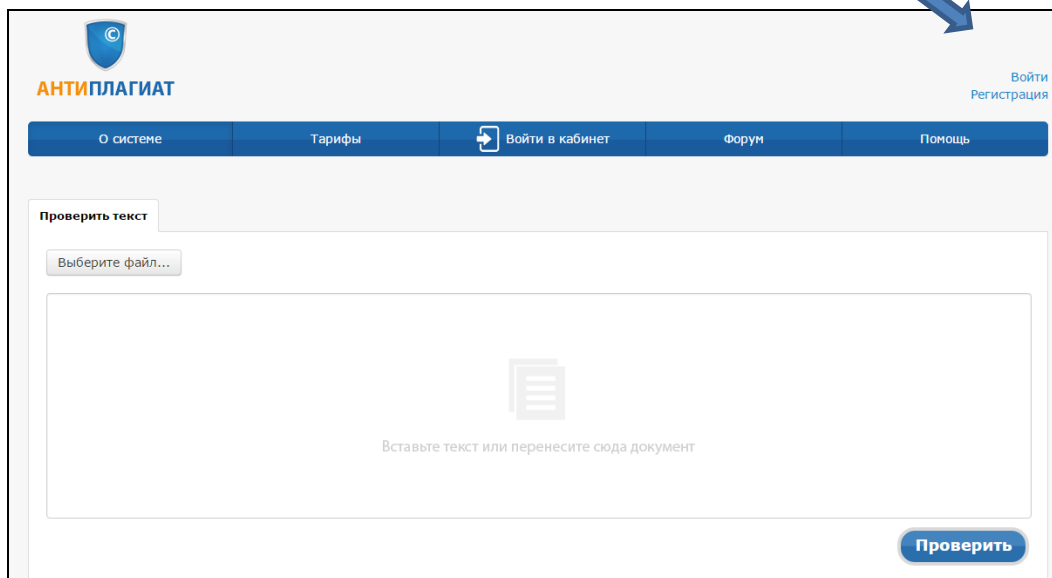 ©
АНТИПЛАГИАТ
Войти
Регистрация
О системе Тарифы Войти в кабинет Форум Помощь
Проверить текст
Выберите файл...
Вставьте текст или перенесите сюда документ
Проверить